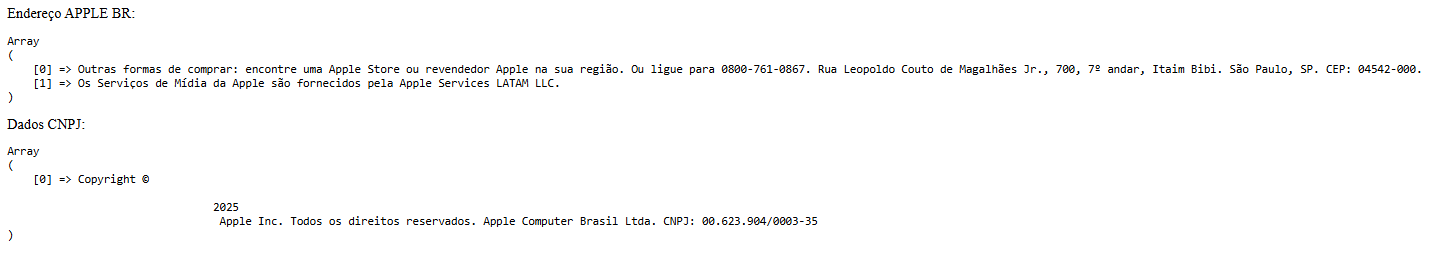 Endereço APPLE BR:
Array
(
[0] => Outras formas de comprar: encontre uma Apple Store ou revendedor Apple na sua região. Ou ligue para 0800-761-0867. Rua Leopoldo Couto de Magalhães Jr., 700, 7º andar, Itaim Bibi. São Paulo, SP. CEP: 04542-000.
[1] => Os Serviços de Mídia da Apple são fornecidos pela Apple Services LATAM LLC.
)
Dados CNPJ:
Array
(
[0] => Copyright ©
2025
Apple Inc. Todos os direitos reservados. Apple Computer Brasil Ltda. CNPJ: 00.623.904/0003-35
)